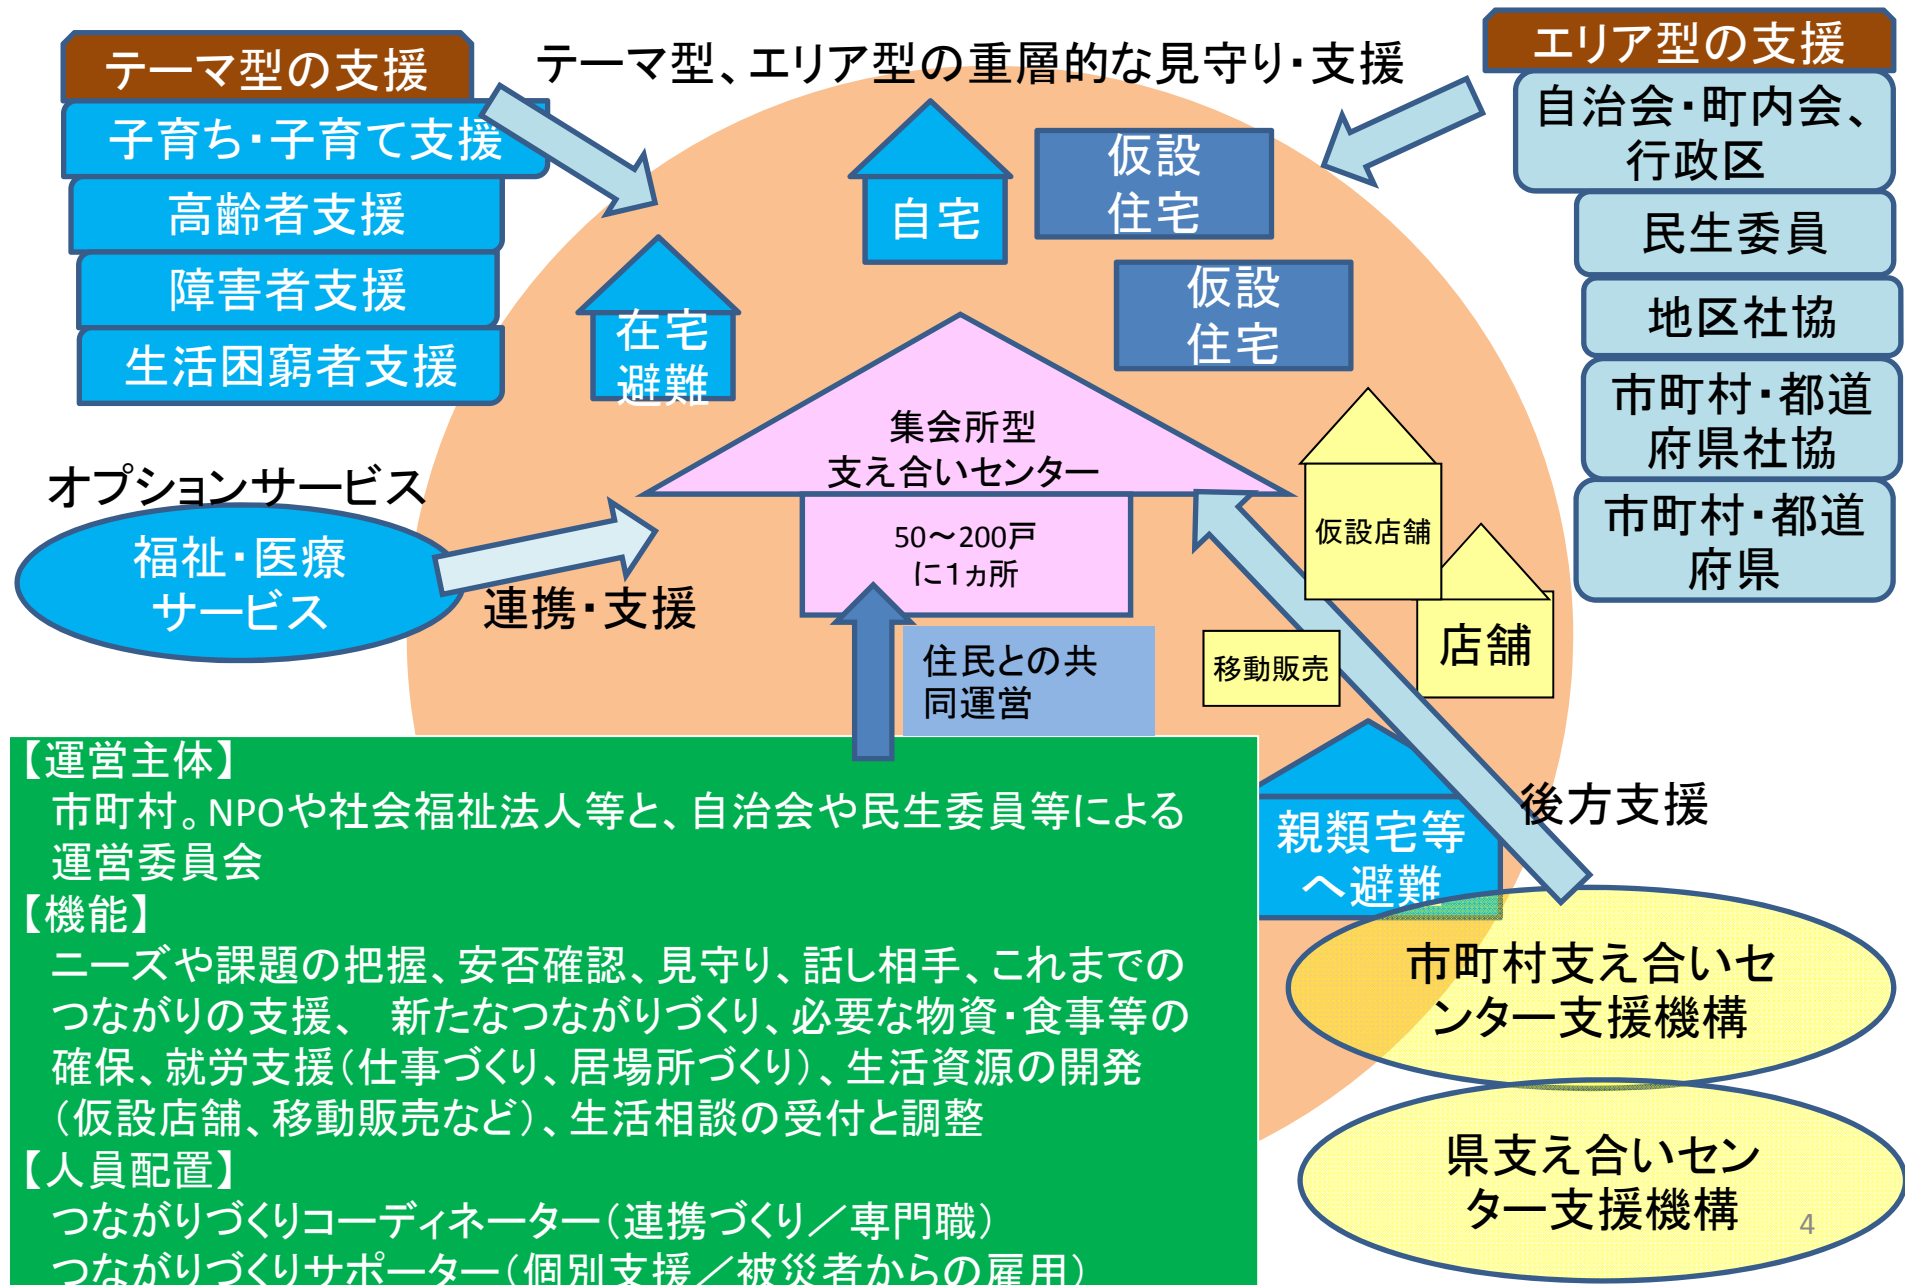 テーマ型の支援
子育ち・子育て支援
高齢者支援
障害者支援
生活困窮者支援
テーマ型、エリア型の重層的な見守り・支援
エリア型の支援
自治会・町内会、
行政区
民生委員
地区社協
市町村・都道
府県社協
市町村・都道
府県
自宅
仮設
住宅
仮設
住宅
在宅
避難
集会所型
支え合いセンター
50～200戸
に1ヵ所
オプションサービス
福祉・医療
サービス
連携・支援
仮設店舗
店舗
移動販売
住民との共
同運営
親類宅等
へ避難
後方支援
市町村支え合いセ
ンター支援機構
県支え合いセン
ター支援機構
【運営主体】
市町村。NPOや社会福祉法人等と、自治会や民生委員等による
運営委員会
【機能】
ニーズや課題の把握、安否確認、見守り、話し相手、これまでの
つながりの支援、 新たなつながりづくり、必要な物資・食事等の
確保、就労支援（仕事づくり、居場所づくり）、生活資源の開発
（仮設店舗、移動販売など）、生活相談の受付と調整
【人員配置】
つながりづくりコーディネーター（連携づくり／専門職）
つながりづくりサポーター（個別支援／被災者からの雇用）
4